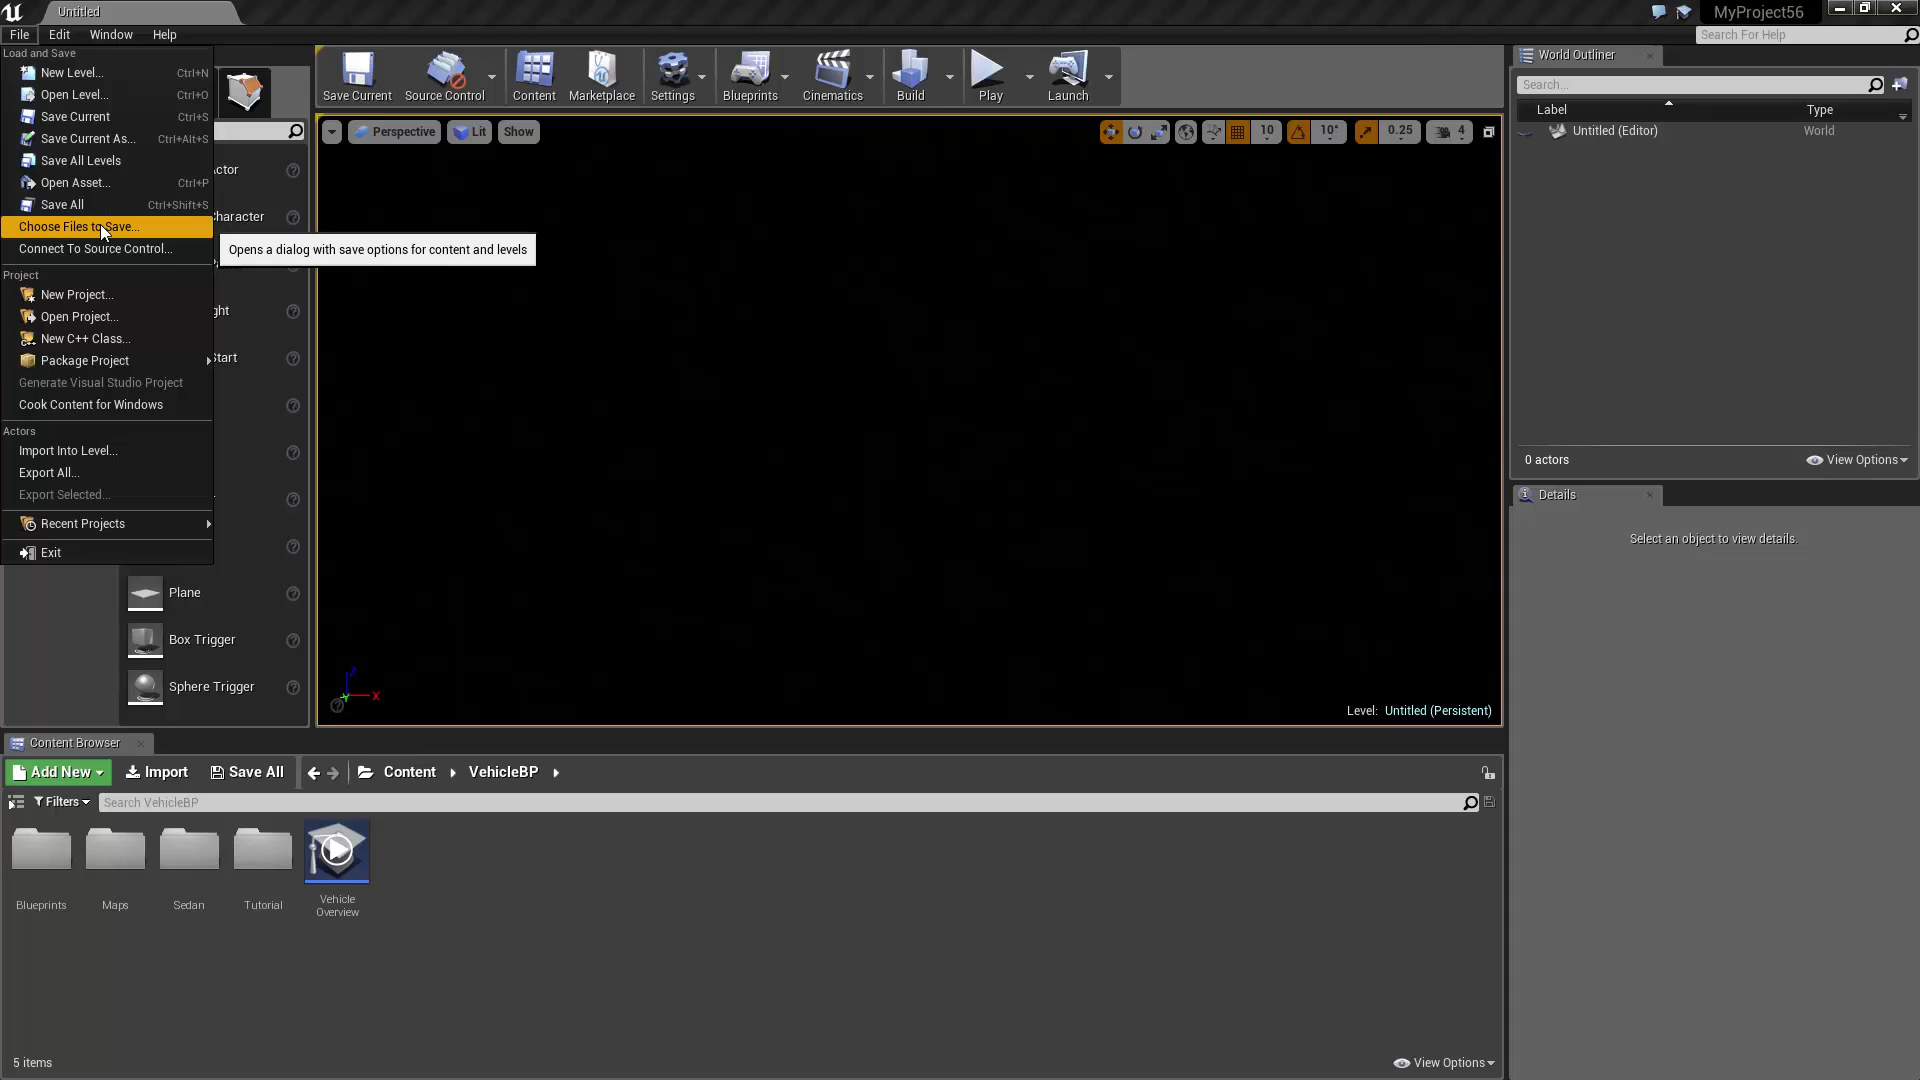 Untitled
MyProject56
File Edit Window Help
Search For Help
Load and Save
New Level... Ctrl+N
Open Level... Ctrl+O
Save Current Ctrl+S
Save Current As... Ctrl+Alt+S
Save All Levels
Open Asset... Ctrl+P
Save All Ctrl+Shift+S
Choose Files to Save...
Connect To Source Control...
Opens a dialog with save options for content and levels
Project
New Project...
Open Project...
New C++ Class...
Package Project
Generate Visual Studio Project
Cook Content for Windows
Actors
Import Into Level...
Export All...
Export Selected...
Recent Projects
Exit
Plane
Box Trigger
Sphere Trigger
Save Current Source Control Content Marketplace Settings Blueprints Cinematics Build Play Launch
Perspective Lit Show
10 10° 0.25 4
Z
Y X
Level: Untitled (Persistent)
World Outliner
Search...
Label Type
Untitled (Editor) World
0 actors View Options
Details
Select an object to view details.
Content Browser
Add New Import Save All Content VehicleBP
Filters Search VehicleBP
Blueprints Maps Sedan Tutorial Vehicle
Overview
5 items View Options